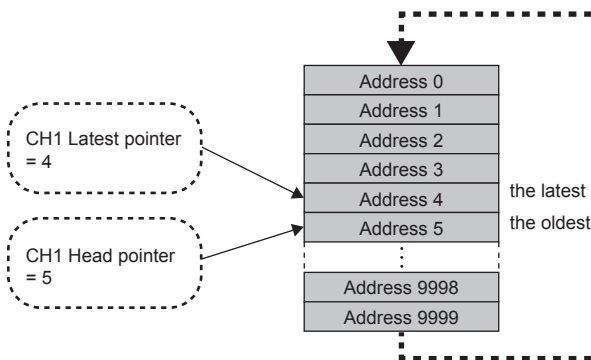 Address 0
Address 1
CH1 Latest pointer
= 4
Address 2
Address 3
Address 4
the latest
CH1 Head pointer
= 5
Address 5
the oldest
Address 9998
Address 9999